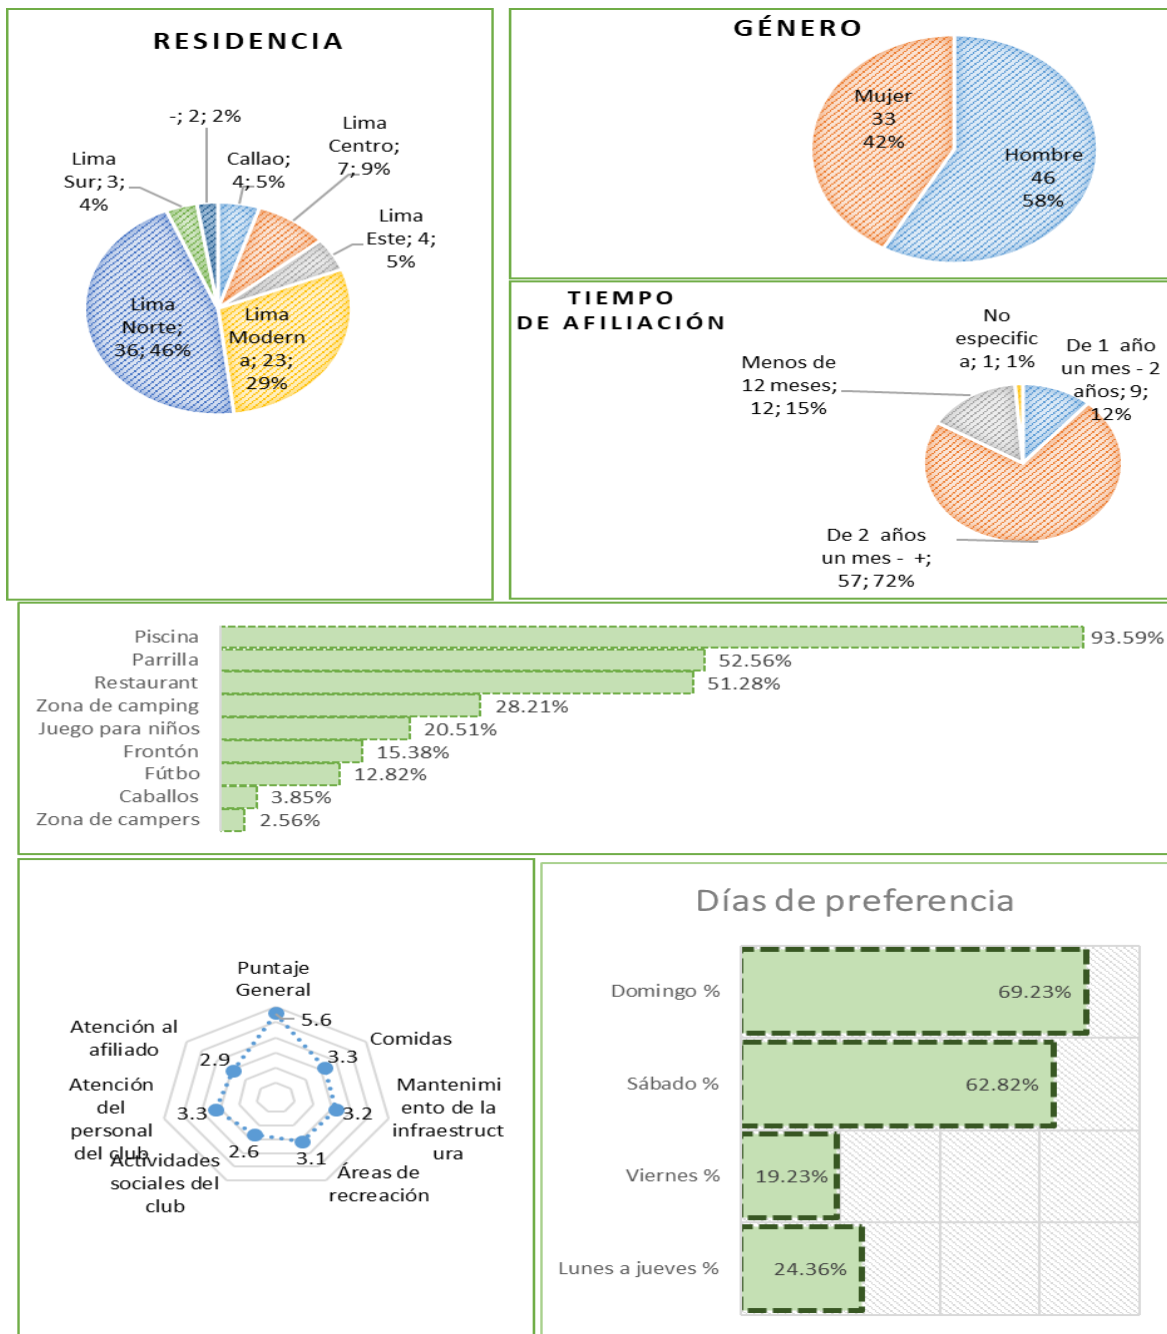 RESIDENCIA
-; 2; 2%
Lima
Sur; 3;
4%
Callao;
4; 5%
Lima
Centro;
7; 9%
Lima
Este; 4;
5%
Lima
Norte;
36; 46%
Lima
Modern
a; 23;
29%
GÉNERO
Mujer
33
42%
Hombre
46
58%
TIEMPO
DE AFILIACIÓN
No
especific
a; 1; 1%
De 1 año
un mes - 2
años; 9;
12%
Menos de
12 meses;
12; 15%
De 2 años
un mes - +;
57; 72%
Piscina 93.59%
Parrilla 52.56%
Restaurant 51.28%
Zona de camping 28.21%
Juego para niños 20.51%
Frontón 15.38%
Fútbo 12.82%
Caballos 3.85%
Zona de campers 2.56%
Puntaje
General
5.6
Comidas
3.3
Mantenimi
ento de la
infraestruct
ura
3.2
Áreas de
recreación
3.1
Actividades
sociales del
club
2.6
Atención
del
personal
del club
3.3
Atención al
afiliado
2.9
Días de preferencia
Domingo % 69.23%
Sábado % 62.82%
Viernes % 19.23%
Lunes a jueves % 24.36%